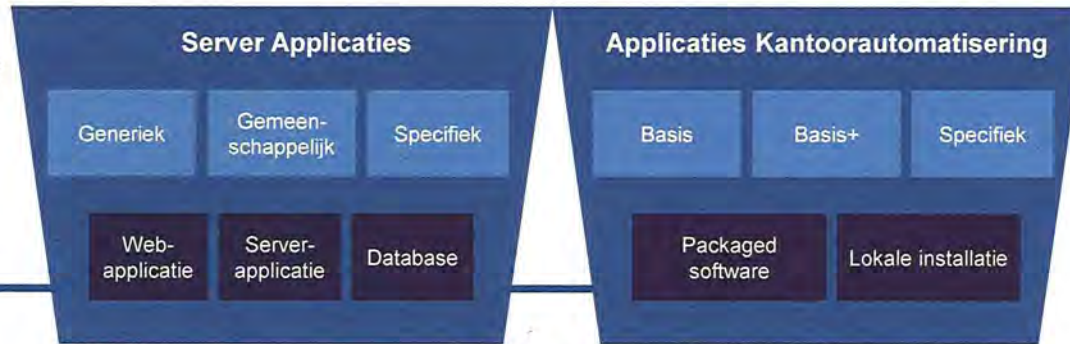 Server Applicaties
Generiek
Gemeen-
schappelijk
Specifiek
Web-
applicatie
Server-
applicatie
Database
Applicaties Kantoorautomatisering
Basis
Basis+
Specifiek
Packaged
software
Lokale installatie